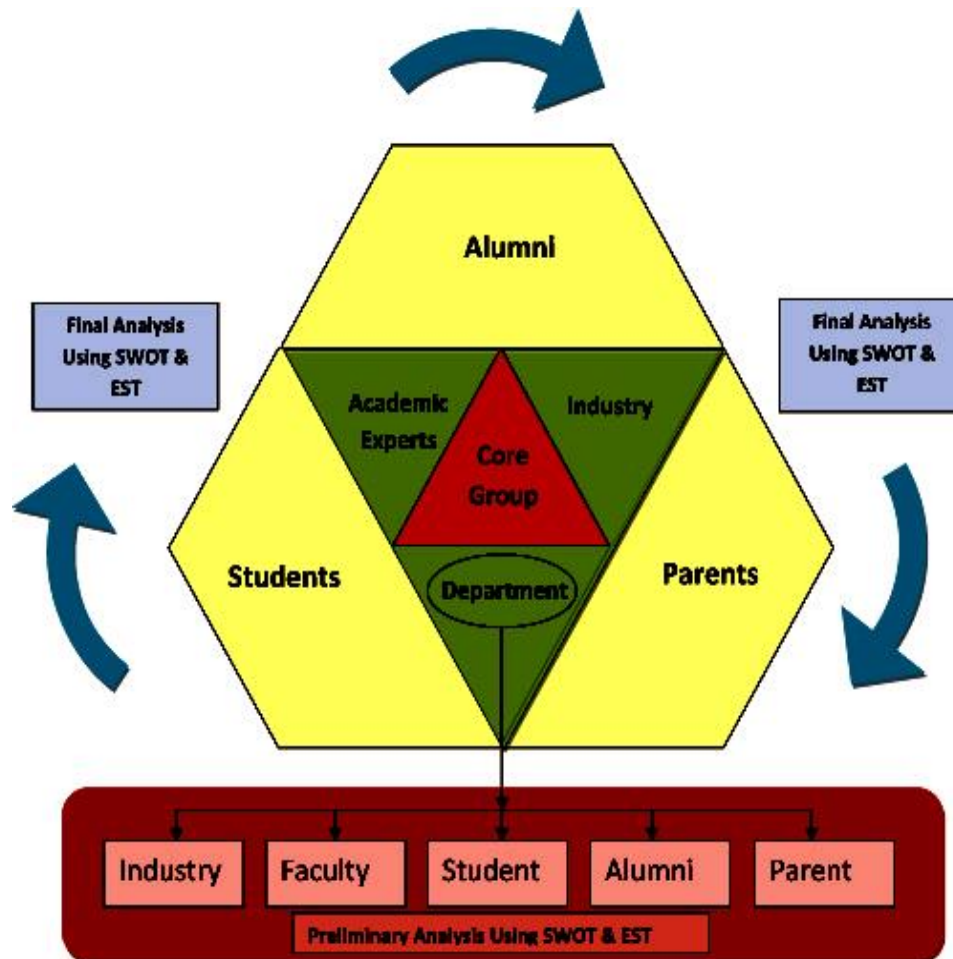 Alumni
Final Analysis
Using SWOT &
EST
Final Analysis
Using SWOT &
EST
Academic
Experts
Industry
Core
Group
Students
Department
Parents
Industry
Faculty
Student
Alumni
Parent
Preliminary Analysis Using SWOT & EST